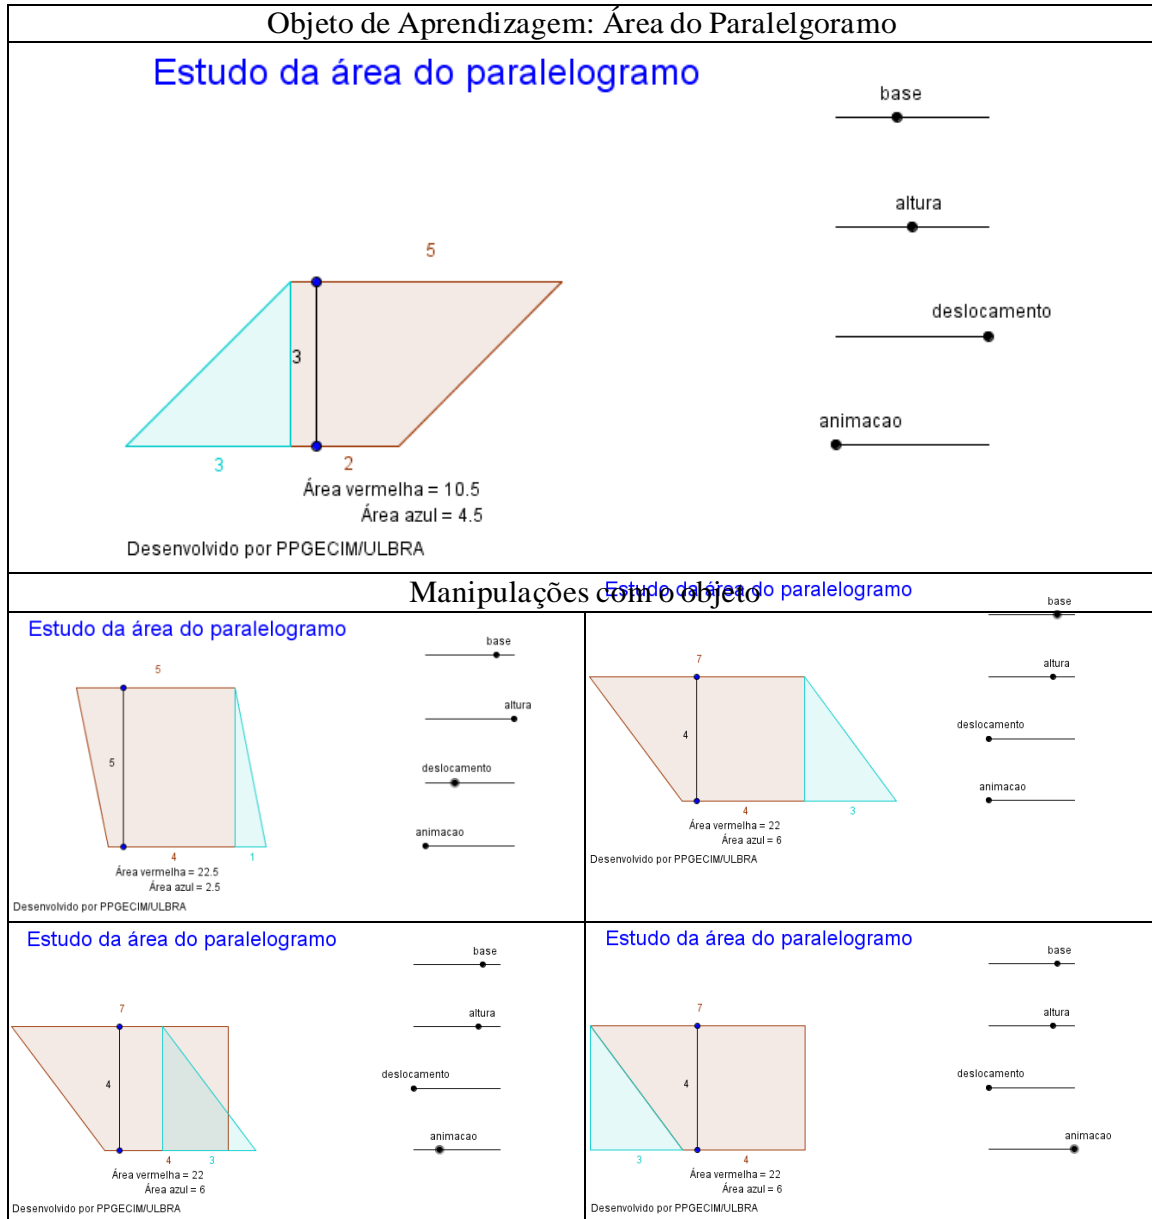 Objeto de Aprendizagem: Área do Paralelgoramo
Estudo da área do paralelogramo
base
altura
5
deslocamento
3
animacao
3
2
Área vermelha = 10.5
Área azul = 4.5
Desenvolvido por PPGECIM/ULBRA
Manipulações com o objeto
Estudo da área do paralelogramo
base
5
altura
5
deslocamento
animacao
4
1
Área vermelha = 22.5
Área azul = 2.5
Desenvolvido por PPGECIM/ULBRA
Estudo da área do paralelogramo
base
7
altura
4
deslocamento
animacao
4
3
Área vermelha = 22
Área azul = 6
Desenvolvido por PPGECIM/ULBRA
Estudo da área do paralelogramo
base
7
altura
4
deslocamento
animacao
4
3
Área vermelha = 22
Área azul = 6
Desenvolvido por PPGECIM/ULBRA
Estudo da área do paralelogramo
base
7
altura
4
deslocamento
animacao
3
4
Área vermelha = 22
Área azul = 6
Desenvolvido por PPGECIM/ULBRA